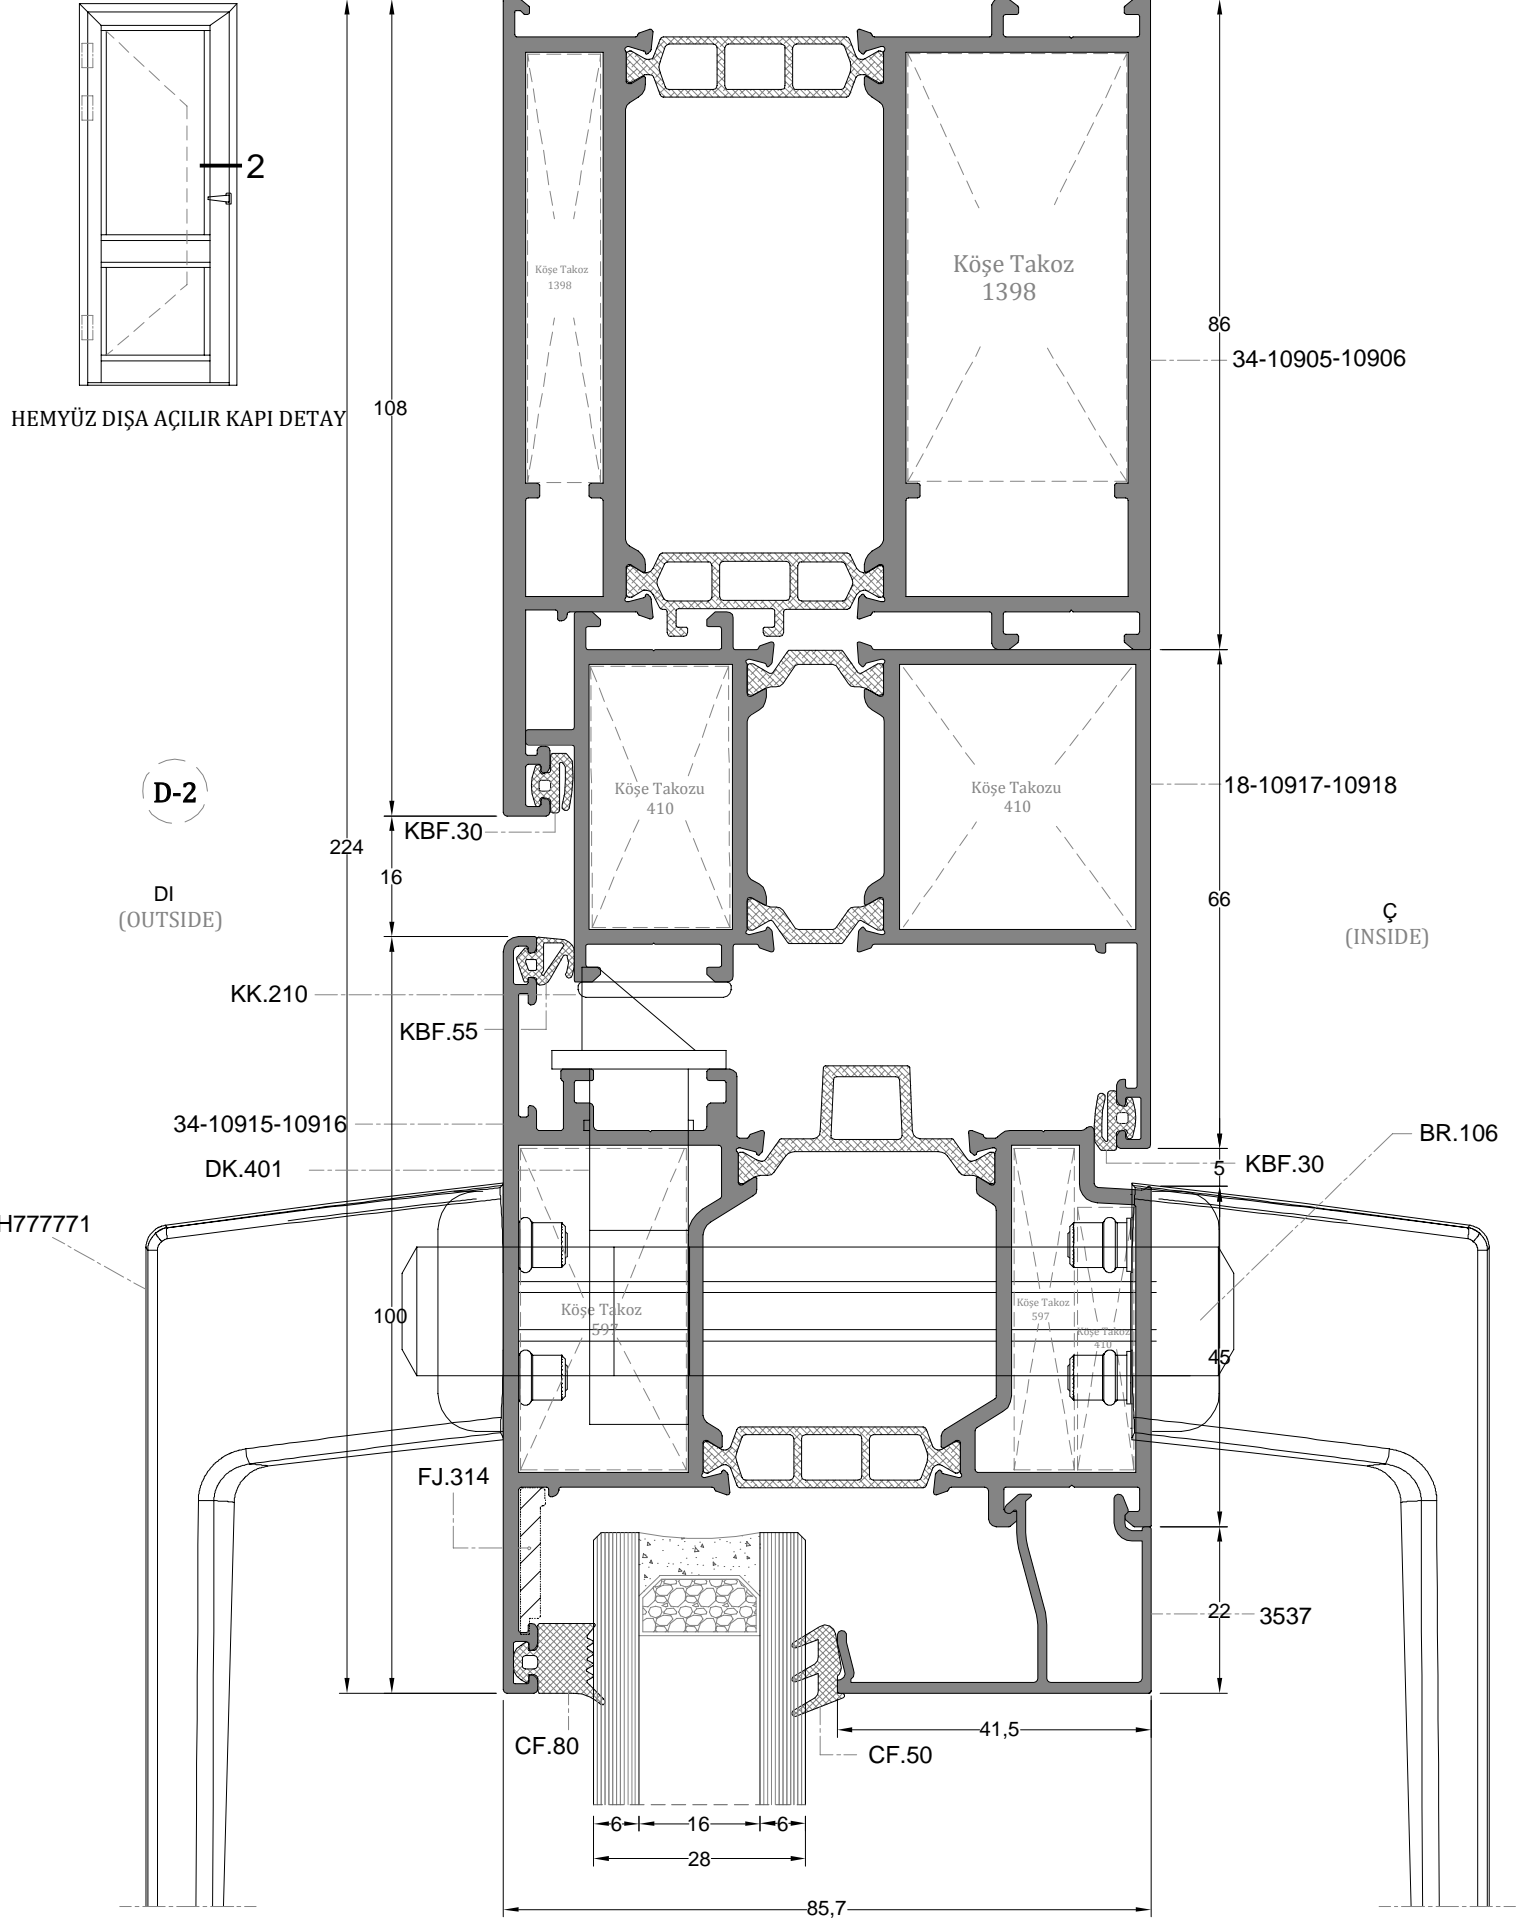 2
HEMYÜZ DIŞA AÇILIR KAPI DETAY
108
Köşe Takoz
1398
Köşe Takoz
1398
86
34-10905-10906
D-2
DI
(OUTSIDE)
224
16
KBF.30
Köşe Takozu
410
Köşe Takozu
410
18-10917-10918
66
Ç
(INSIDE)
KK.210
KBF.55
34-10915-10916
DK.401
H777771
BR.106
5
KBF.30
100
Köşe Takoz
597
Köşe Takoz
597
Köşe Takoz
410
45
FJ.314
22
3537
CF.80
41,5
CF.50
6
16
6
28
85,7